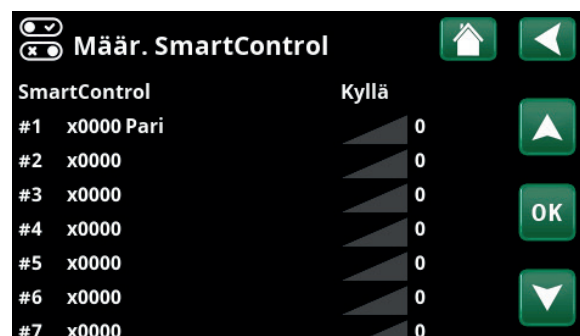 Määr. SmartControl
SmartControl Kyllä
#1 x0000 Pari 0
#2 x0000 0
#3 x0000 0
#4 x0000 0
OK
#5 x0000 0
#6 x0000 0
#7 x0000 0